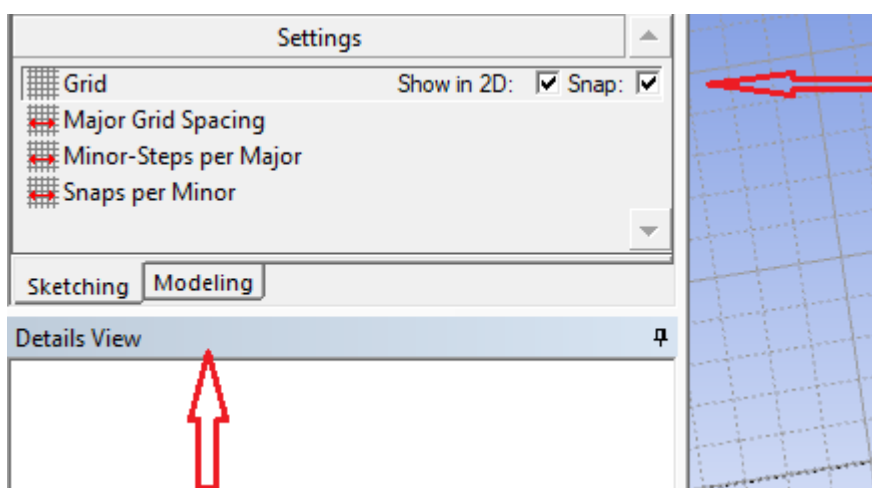 Settings
Grid Show in 2D: Snap:
Major Grid Spacing
Minor-Steps per Major
Snaps per Minor
Sketching Modeling
Details View